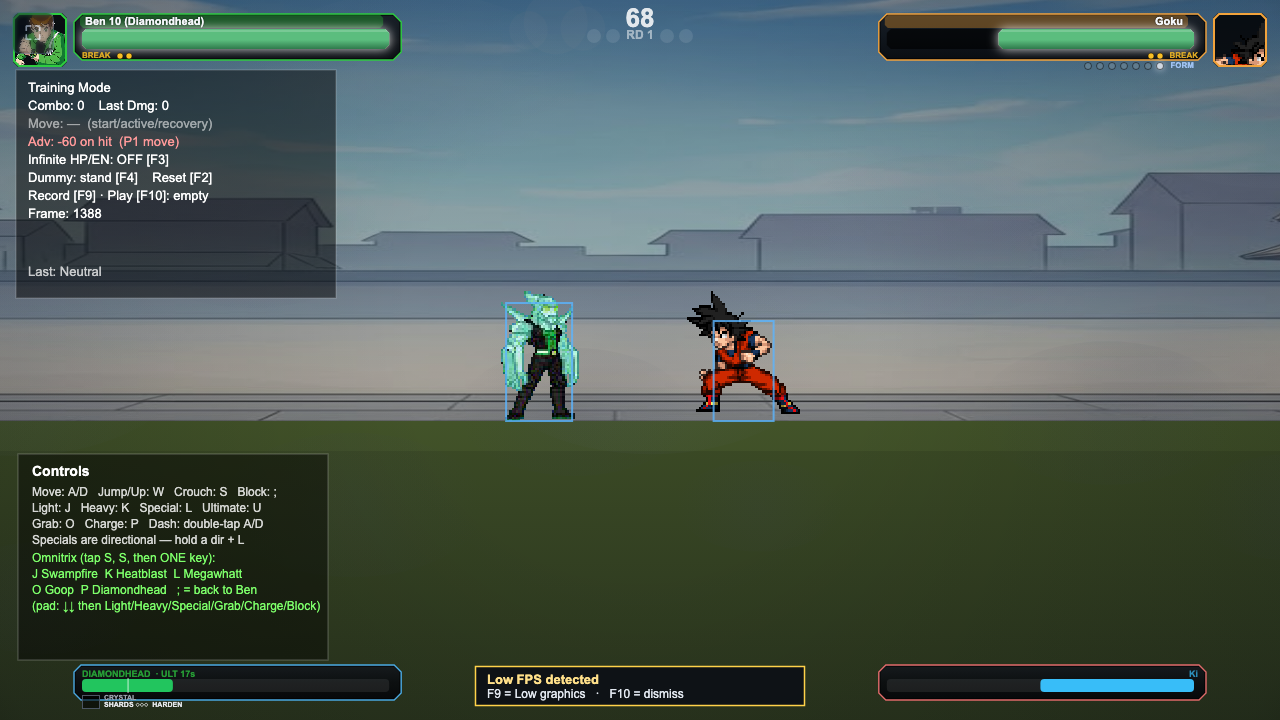 Ben 10 (Diamondhead)
BREAK
68
RD 1
Goku
BREAK
FORM
Training Mode
Combo: 0 Last Dmg: 0
Move: — (start/active/recovery)
Adv: -60 on hit (P1 move)
Infinite HP/EN: OFF [F3]
Dummy: stand [F4] Reset [F2]
Record [F9] · Play [F10]: empty
Frame: 1388
Last: Neutral
Controls
Move: A/D Jump/Up: W Crouch: S Block: ;
Light: J Heavy: K Special: L Ultimate: U
Grab: O Charge: P Dash: double-tap A/D
Specials are directional — hold a dir + L
Omnitrix (tap S, S, then ONE key):
J Swampfire K Heatblast L Megawhatt
O Goop P Diamondhead ; = back to Ben
(pad: ↓↓ then Light/Heavy/Special/Grab/Charge/Block)
DIAMONDHEAD · ULT 17s
CRYSTAL
SHARDS ◇◇◇ HARDEN
Low FPS detected
F9 = Low graphics · F10 = dismiss
Ki